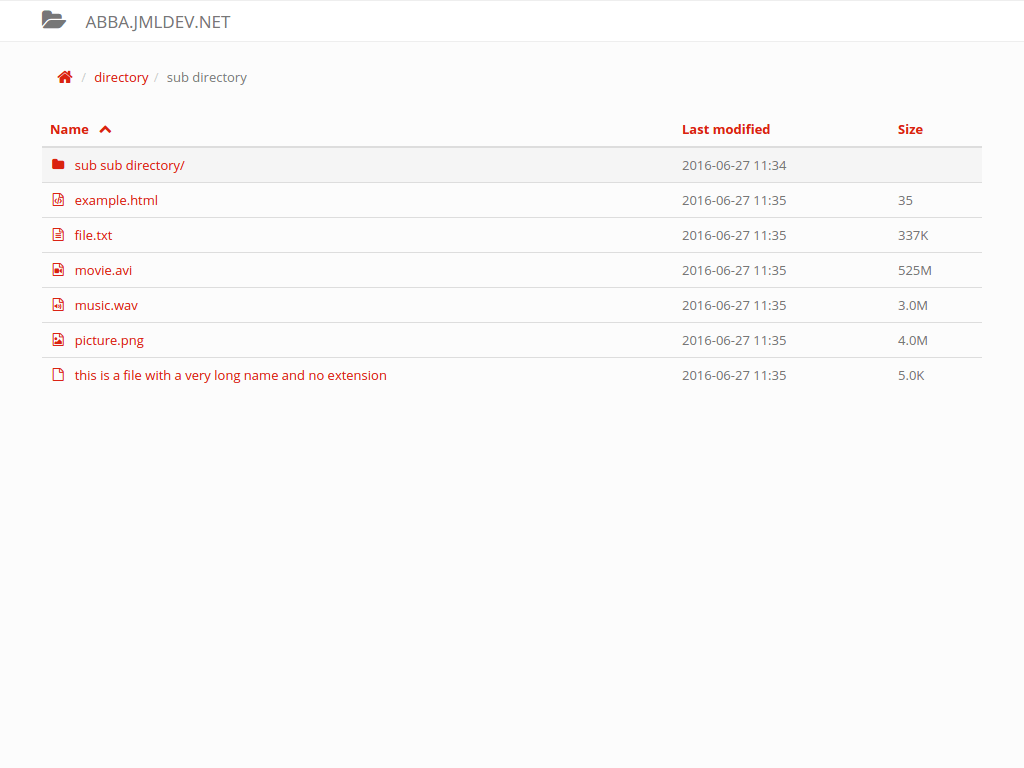 ABBA.JMLDEV.NET
/ directory / sub directory
Name Last modified Size
sub sub directory/ 2016-06-27 11:34
example.html 2016-06-27 11:35 35
file.txt 2016-06-27 11:35 337K
movie.avi 2016-06-27 11:35 525M
music.wav 2016-06-27 11:35 3.0M
picture.png 2016-06-27 11:35 4.0M
this is a file with a very long name and no extension 2016-06-27 11:35 5.0K